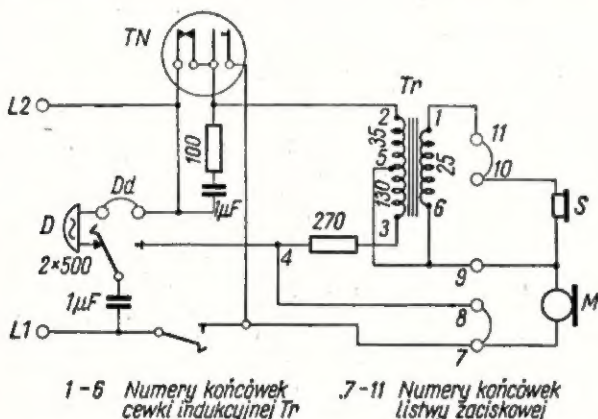 TN
Tr
L2
2
1
11
35
5
25
100
10
Dd
1µF
130
S
D
270
3
6
2×500
4
9
1µF
8
M
L1
7
1-6 Numery końcówek cewki indukcyjnej Tr
7-11 Numery końcówek listwy zaciskowej